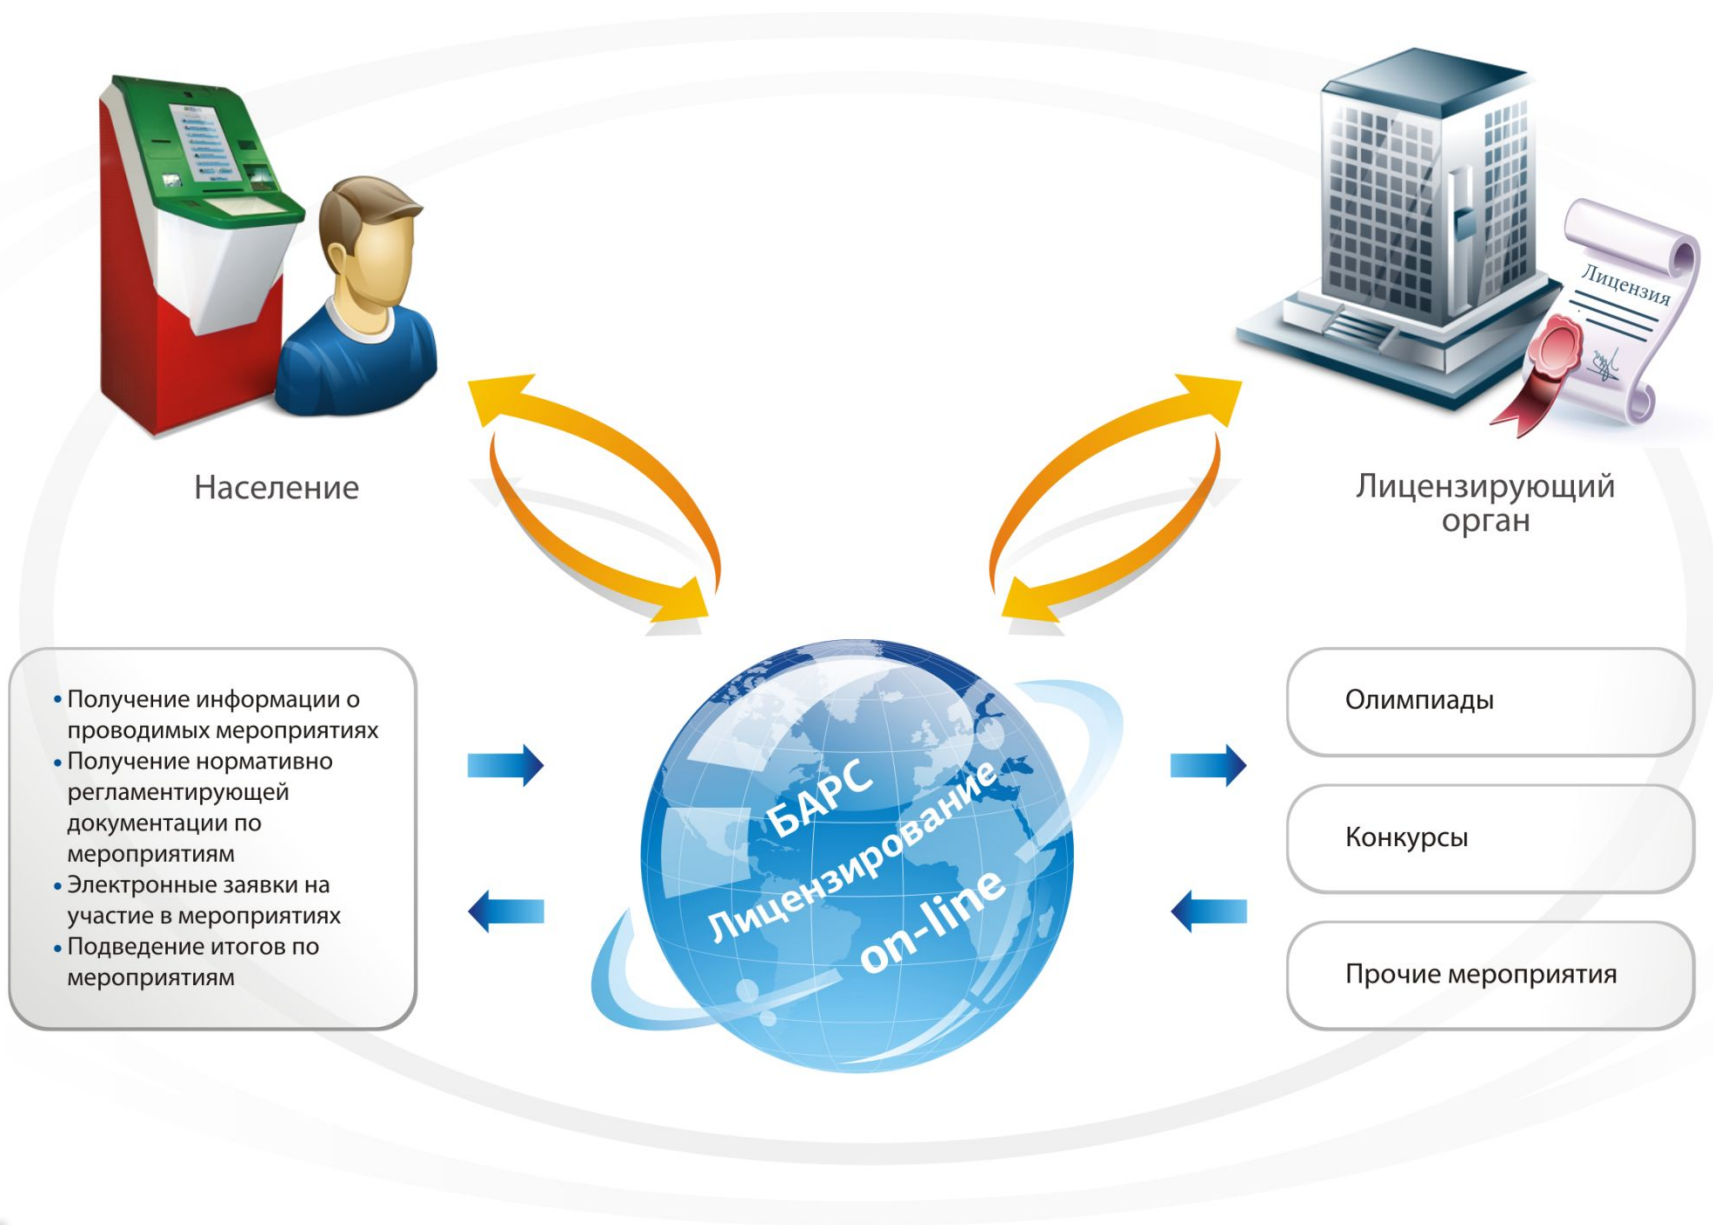 Лицензия
Население
Лицензирующий
орган
• Получение информации о
проводимых мероприятиях
• Получение нормативно
регламентирующей
документации по
мероприятиям
• Электронные заявки на
участие в мероприятиях
• Подведение итогов по
мероприятиям
БАРС
Лицензирование
on-line
Олимпиады
Конкурсы
Прочие мероприятия